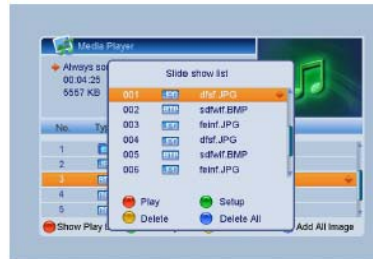 Media Player
Always so
00:04:25
5557 KB
Slide show list
001 dfsf.JPG
002 sdfwlf.BMP
003 feinf.JPG
004 dfsf.JPG
005 sdfwlf.BMP
006 feinf.JPG
No. Ty
1
2
3
4
5
Play Setup
Delete Delete All
Show Play Add All Image